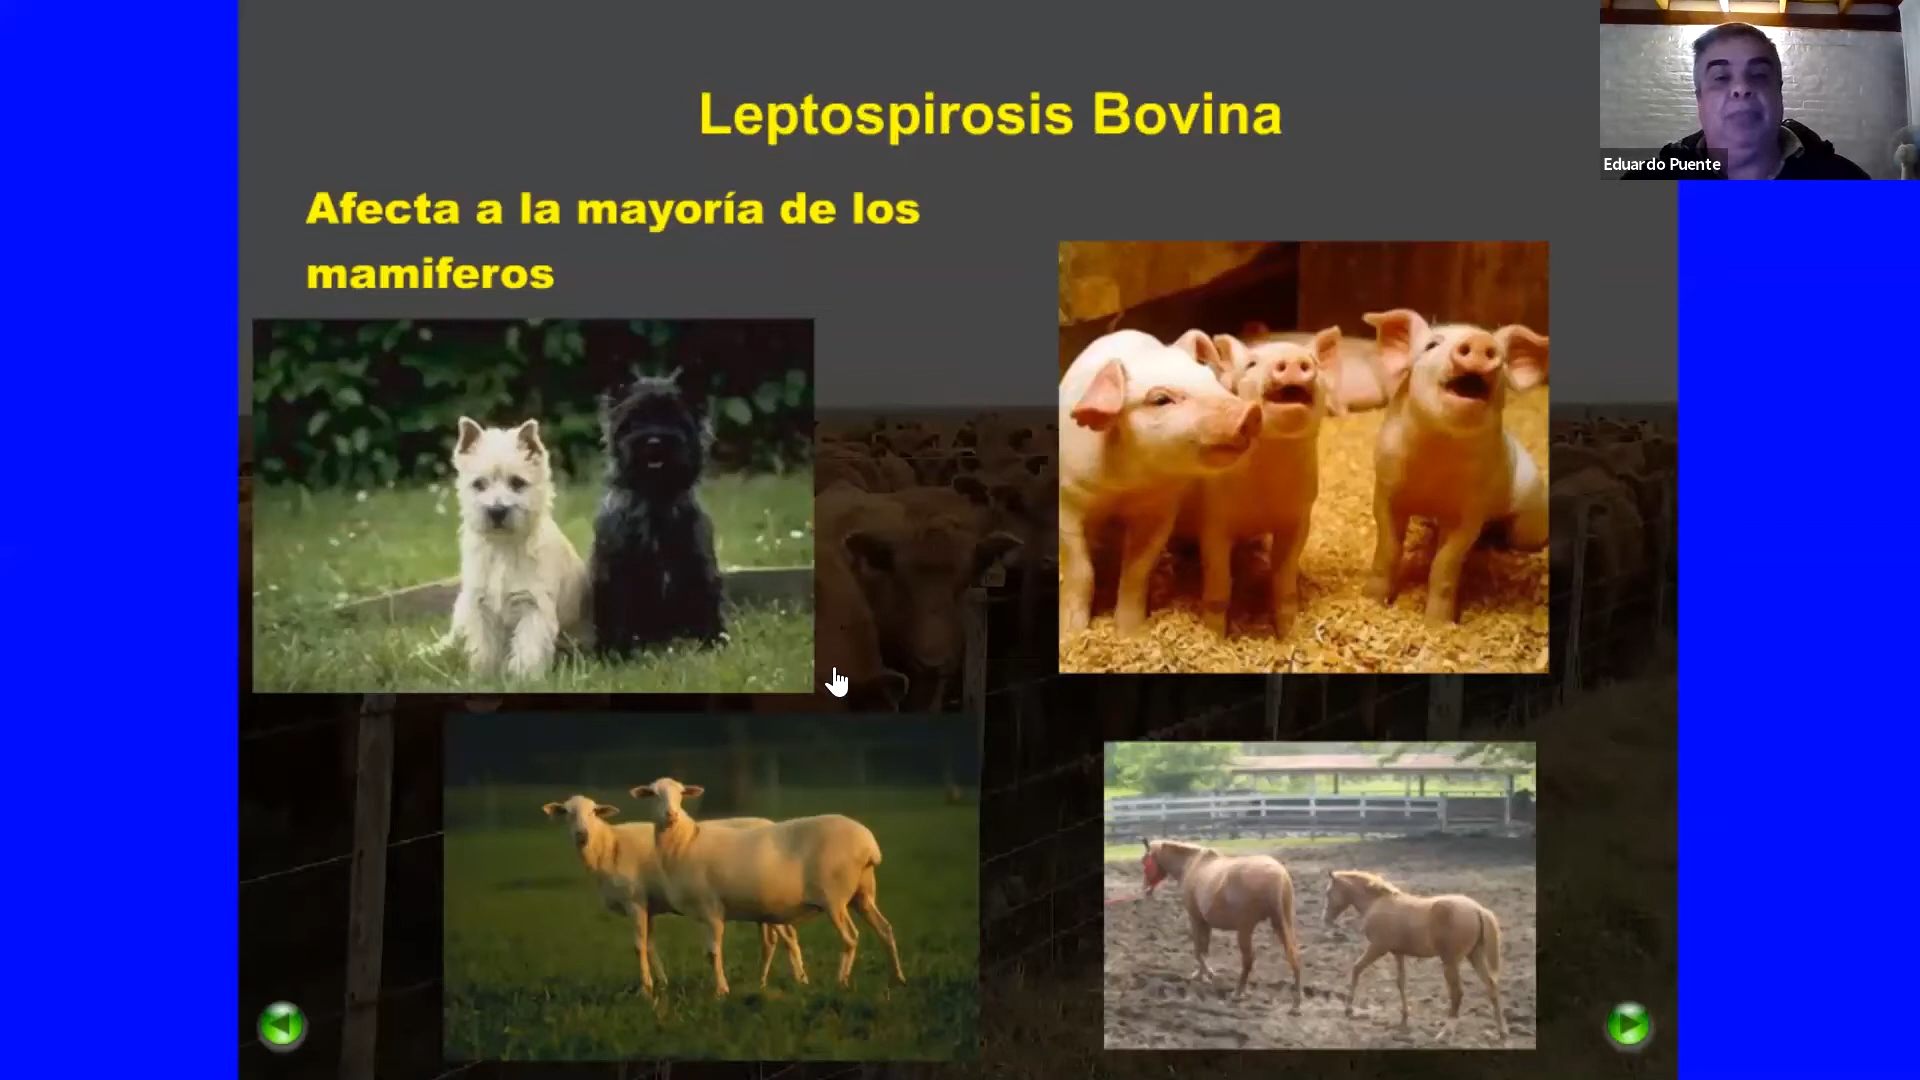 Leptospirosis Bovina
Eduardo Puente
Afecta a la mayoría de los
mamiferos